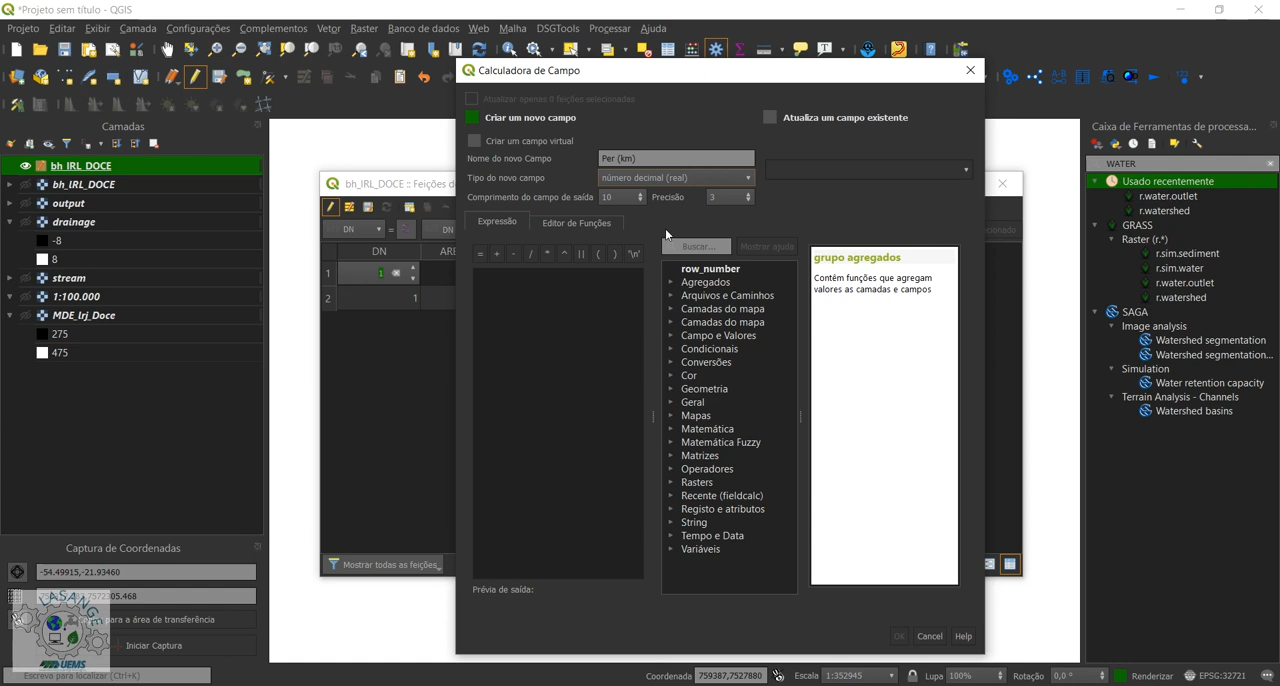 *Projeto sem título - QGIS
Projeto Editar Exibir Camada Configurações Complementos Vetor Raster Banco de dados Web Malha DSGTools Processar Ajuda
Camadas
bh_IRL_DOCE
bh_IRL_DOCE
output
drainage
-8
8
stream
1:100.000
MDE_Irj_Doce
275
475
Captura de Coordenadas
-54.49915,-21.93460
para a área de transferência
Iniciar Captura
LASANGE
UEMS
Escreva para localizar (Ctrl+K)
bh_IRL_DOCE :: Feições d
DN
=
DN
DN
ARE
1
1
2
1
Mostrar todas as feições
Calculadora de Campo
Atualizar apenas 0 feições selecionadas
Criar um novo campo
Atualiza um campo existente
Criar um campo virtual
Nome do novo Campo
Per (km)
Tipo do novo campo
número decimal (real)
Comprimento do campo de saída 10 Precisão 3
Expressão
Editor de Funções
= + - / * ^ || ( ) '\n'
Buscar...
Mostrar ajuda
row_number
Agregados
Arquivos e Caminhos
Camadas do mapa
Camadas do mapa
Campo e Valores
Condicionais
Conversões
Cor
Geometria
Geral
Mapas
Matemática
Matemática Fuzzy
Matrizes
Operadores
Rasters
Recente (fieldcalc)
Registo e atributos
String
Tempo e Data
Variáveis
grupo agregados
Contém funções que agregam
valores as camadas e campos
Prévia de saída:
OK
Cancel
Help
cionado
Caixa de Ferramentas de processa...
WATER
Usado recentemente
r.water.outlet
r.watershed
GRASS
Raster (r.*)
r.sim.sediment
r.sim.water
r.water.outlet
r.watershed
SAGA
Image analysis
Watershed segmentation
Watershed segmentation...
Simulation
Water retention capacity
Terrain Analysis - Channels
Watershed basins
Coordenada 759387,7527880 Escala 1:352945 Lupa 100% Rotação 0,0 ° Renderizar EPSG:32721